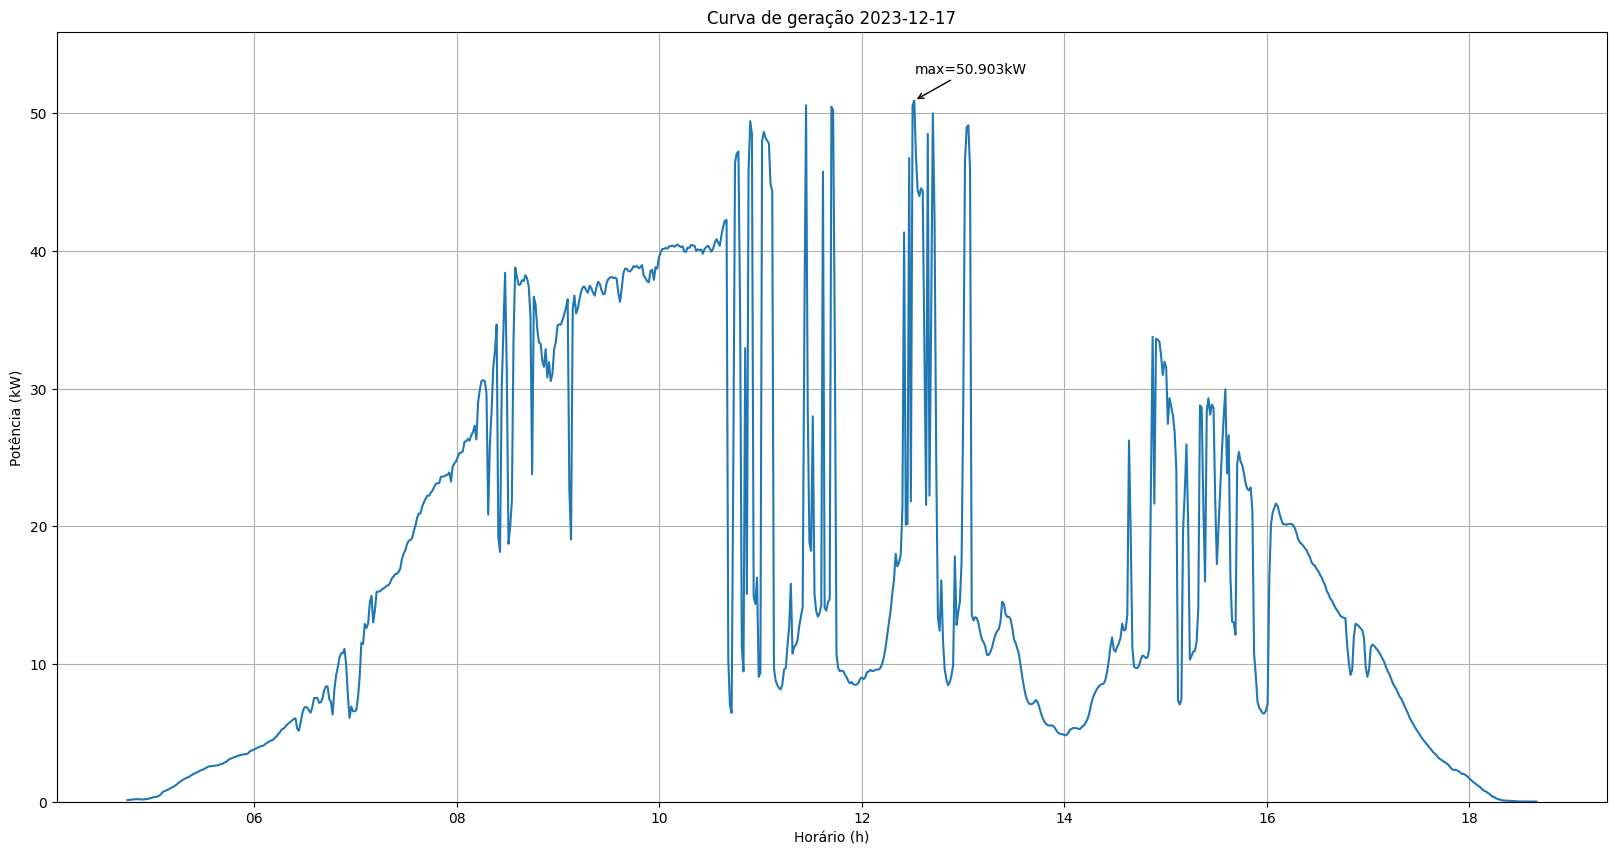 Curva de geração 2023-12-17
max=50.903kW
50
40
30
20
10
0
Potência (kW)
06 08 10 12 14 16 18
Horário (h)